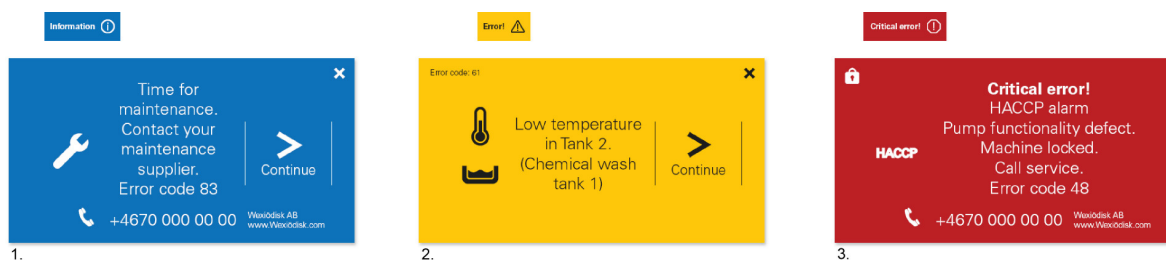 Information
Time for
maintenance.
Contact your
maintenance
supplier.
Error code 83
Continue
+4670 000 00 00
Wexiödisk AB
www.Wexiodisk.com
1.
Error!
Error code: 61
Low temperature
in Tank 2.
(Chemical wash
tank 1)
Continue
2.
Critical error!
Critical error!
HACCP alarm
Pump functionality defect.
HACCP
Machine locked.
Call service.
Error code 48
+4670 000 00 00
Wexiödisk AB
www.Wexiodisk.com
3.